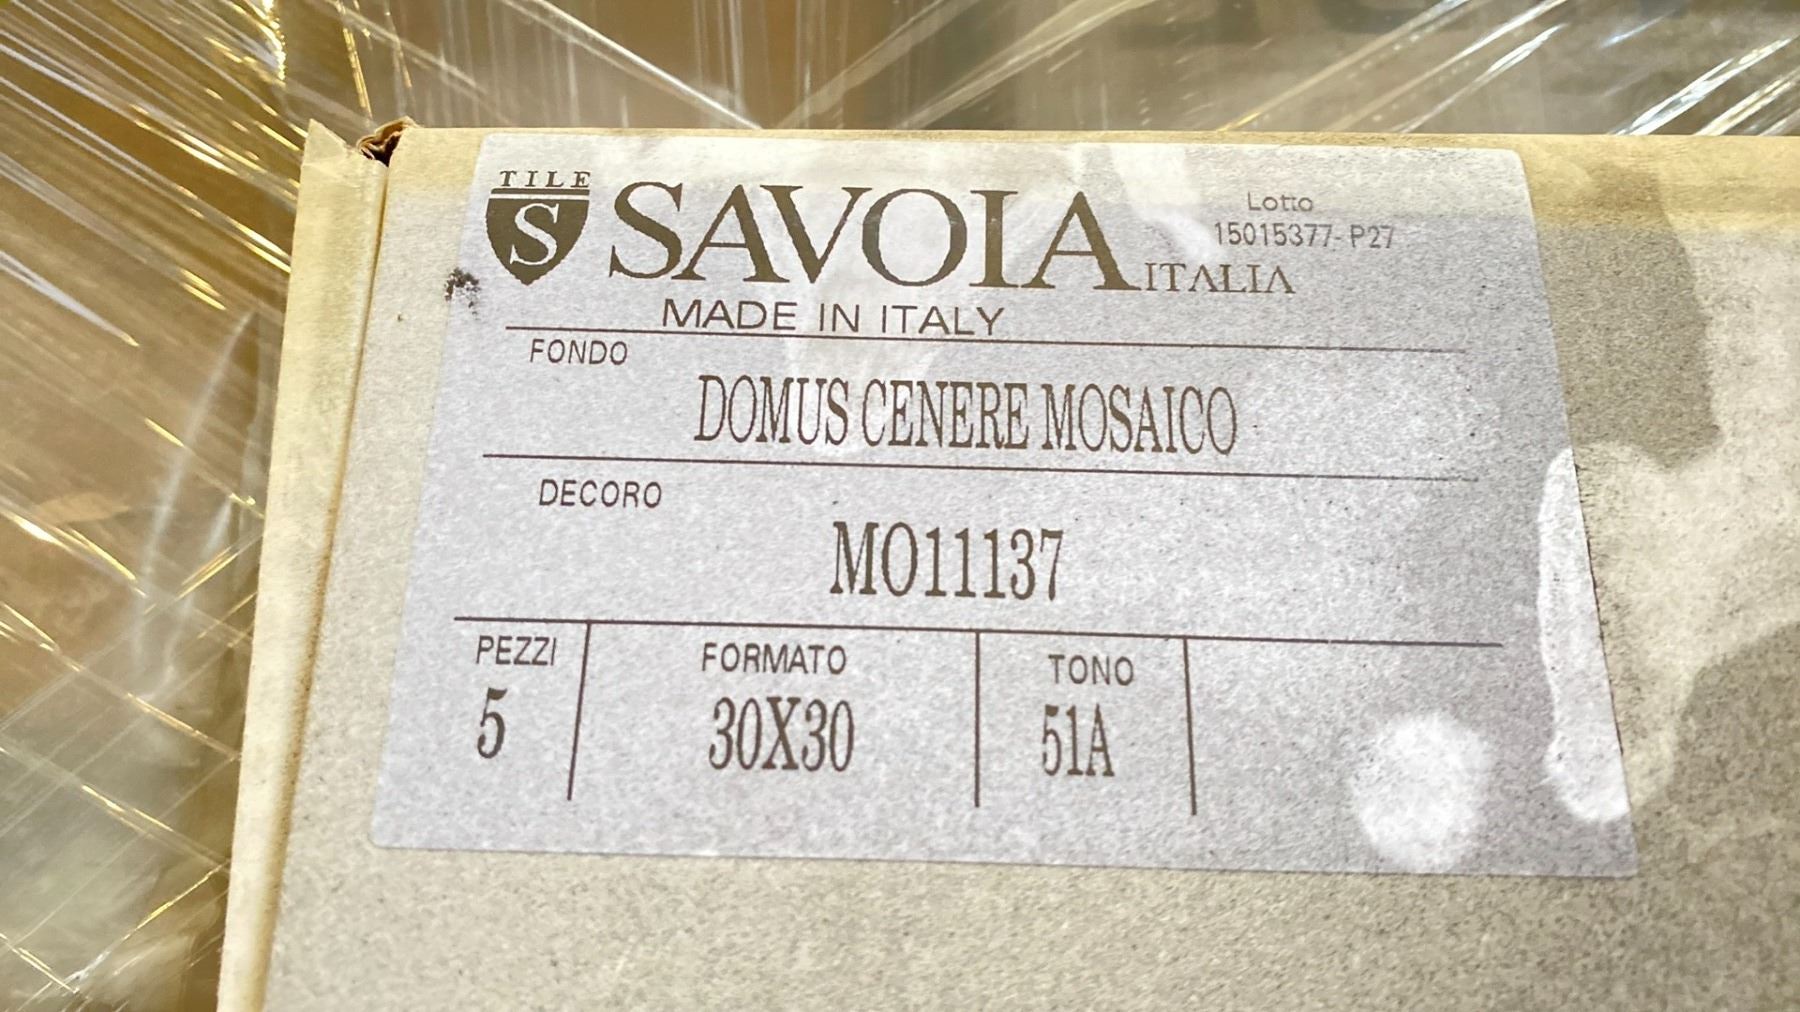 TILE
S
SAVOIA ITALIA
Lotto
15015377-P27
MADE IN ITALY
FONDO
DOMUS CENERE MOSAICO
DECORO
MO11137
PEZZI FORMATO TONO
5 30X30 51A